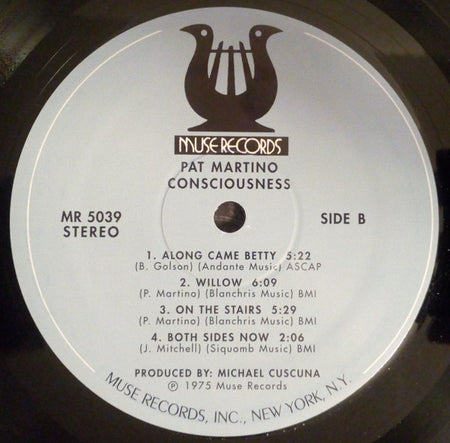 MUSE RECORDS
PAT MARTINO
CONSCIOUSNESS
MR 5039
STEREO
SIDE B
1. ALONG CAME BETTY 5:22
(B. Golson) (Andante Music) ASCAP
2. WILLOW 6:09
(P. Martino) (Blanchris Music) BMI
3. ON THE STAIRS 5:29
(P. Martino) (Blanchris Music) BMI
4. BOTH SIDES NOW 2:06
(J. Mitchell) (Siquomb Music) BMI
PRODUCED BY: MICHAEL CUSCUNA
℗ 1975 Muse Records
MUSE RECORDS, INC., NEW YORK, N.Y.